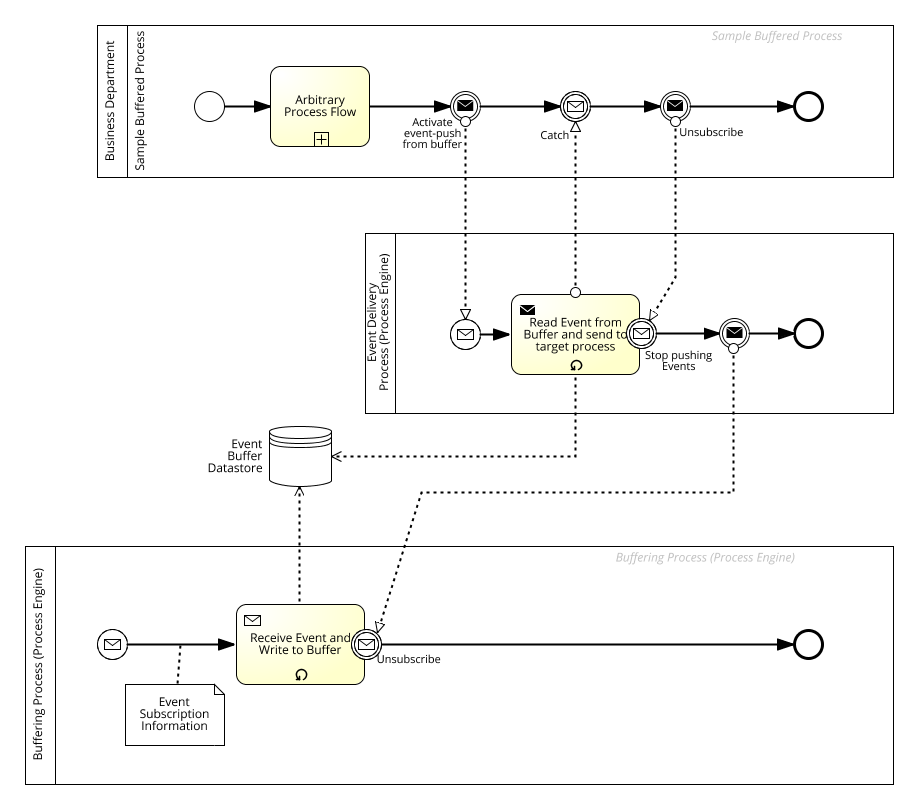 Sample Buffered Process
Business Department
Sample Buffered Process
Arbitrary
Process Flow
Activate
event-push
from buffer
Catch
Unsubscribe
Event Delivery
Process (Process Engine)
Read Event from
Buffer and send to
target process
Stop pushing
Events
Event
Buffer
Datastore
Buffering Process (Process Engine)
Buffering Process (Process Engine)
Receive Event and
Write to Buffer
Unsubscribe
Event
Subscription
Information